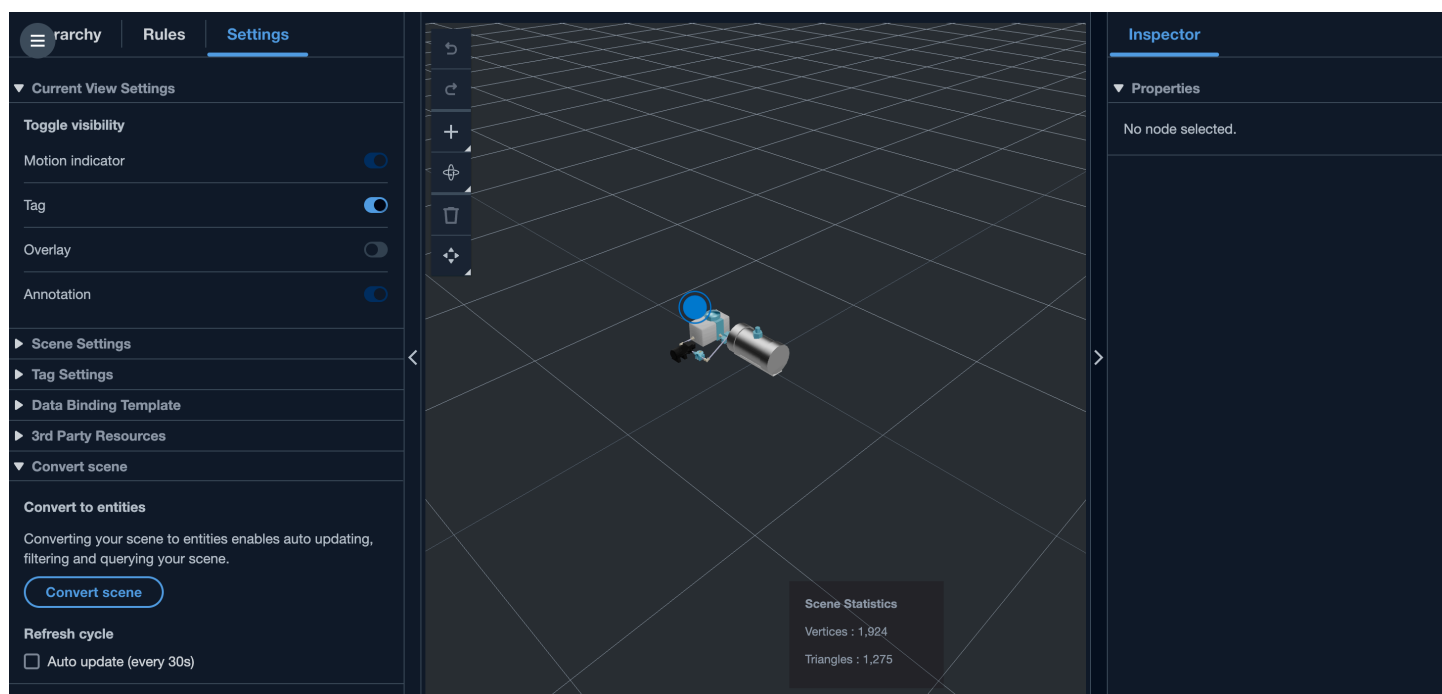 rarchy
Rules
Settings
Current View Settings
Toggle visibility
Motion indicator
Tag
Overlay
Annotation
Scene Settings
Tag Settings
Data Binding Template
3rd Party Resources
Convert scene
Convert to entities
Converting your scene to entities enables auto updating,
filtering and querying your scene.
Convert scene
Refresh cycle
Auto update (every 30s)
Scene Statistics
Vertices : 1,924
Triangles : 1,275
Inspector
Properties
No node selected.